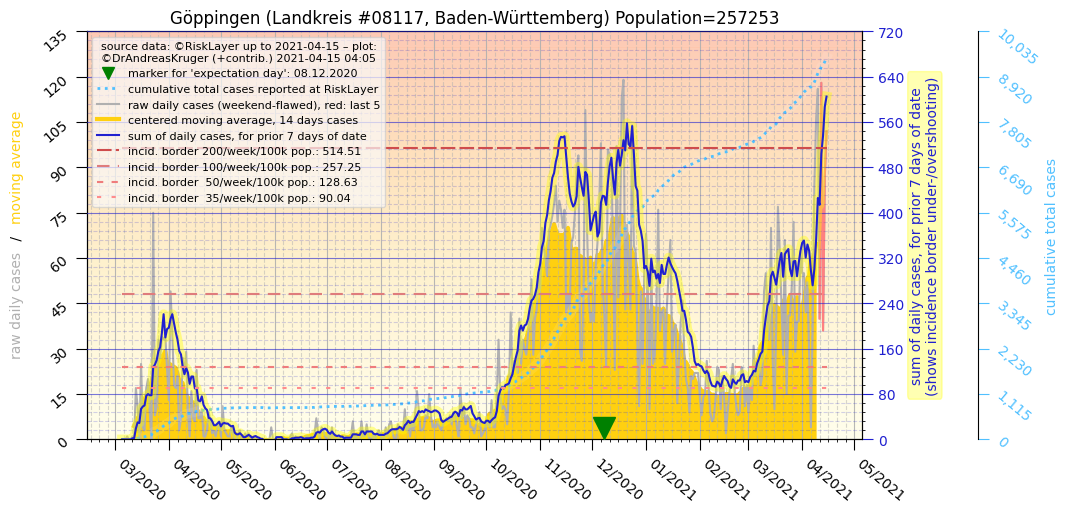 Göppingen (Landkreis #08117, Baden-Württemberg) Population=257253
source data: ©RiskLayer up to 2021-04-15 – plot:
©DrAndreasKruger (+contrib.) 2021-04-15 04:05
marker for 'expectation day': 08.12.2020
cumulative total cases reported at RiskLayer
raw daily cases (weekend-flawed), red: last 5
centered moving average, 14 days cases
sum of daily cases, for prior 7 days of date
incid. border 200/week/100k pop.: 514.51
incid. border 100/week/100k pop.: 257.25
incid. border  50/week/100k pop.: 128.63
incid. border  35/week/100k pop.: 90.04
raw daily cases  /  moving average
135
120
105
90
75
60
45
30
15
0
03/2020
04/2020
05/2020
06/2020
07/2020
08/2020
09/2020
10/2020
11/2020
12/2020
01/2021
02/2021
03/2021
04/2021
05/2021
720
640
560
480
400
320
240
160
80
0
sum of daily cases, for prior 7 days of date
(shows incidence border under-/overshooting)
10,035
8,920
7,805
6,690
5,575
4,460
3,345
2,230
1,115
0
cumulative total cases